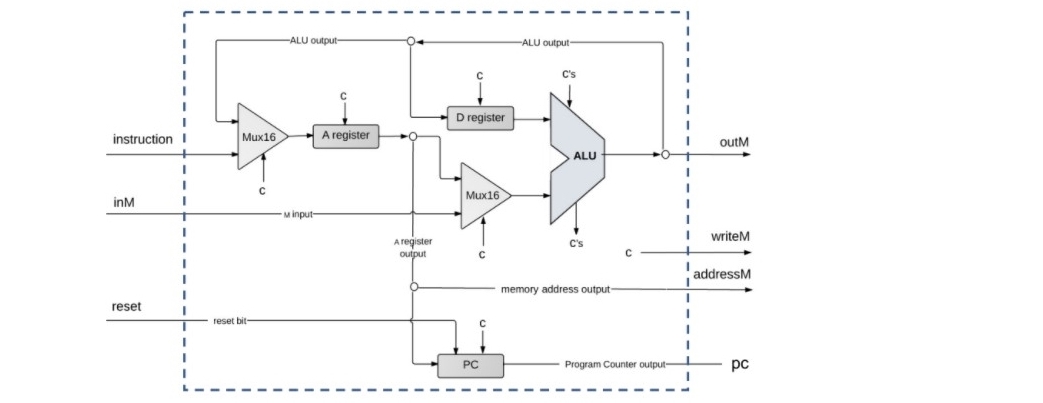 ALU output
ALU output
c
c's
c
D register
instruction
Mux16
A register
ALU
outM
c
Mux16
inM
M input
A register
output
c
c's
c
writeM
addressM
memory address output
reset
reset bit
c
PC
Program Counter output
pc